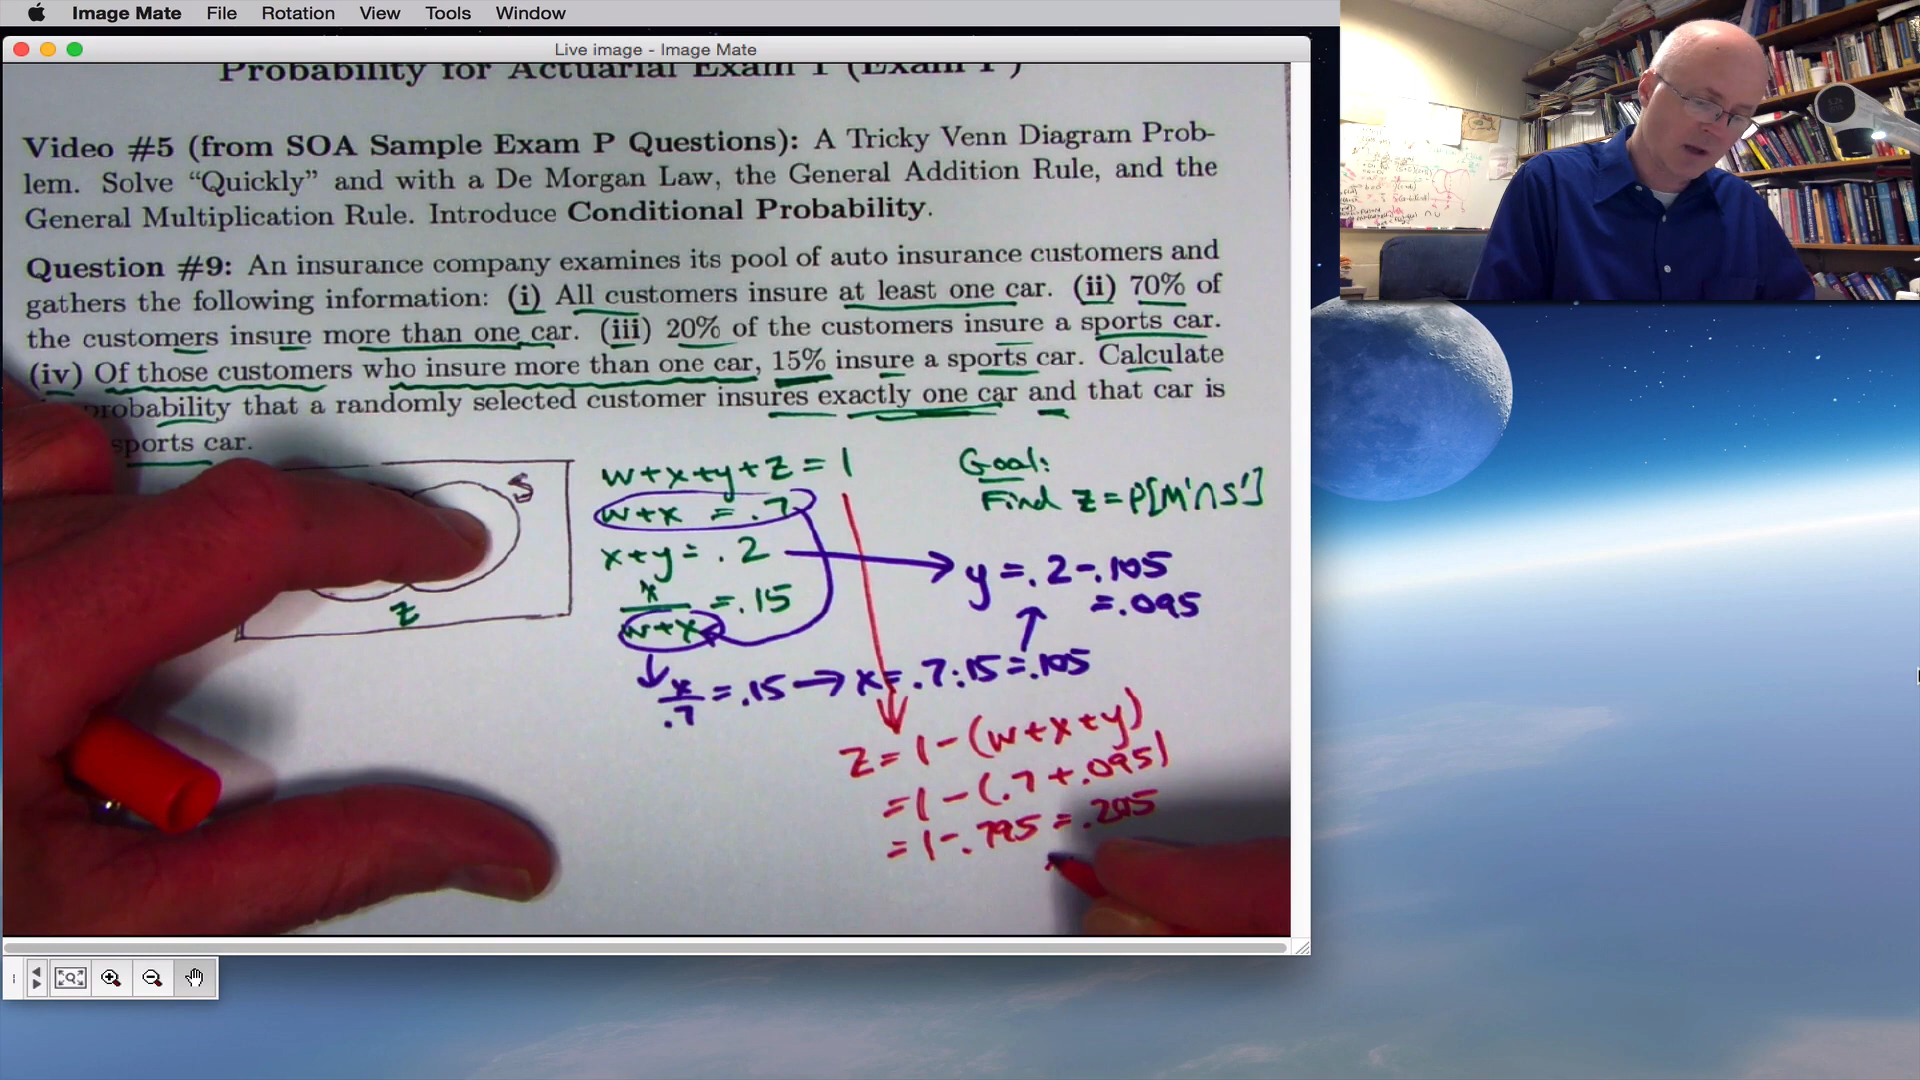 Image Mate File Rotation View Tools Window
Live image - Image Mate
Probability for Actuarial Exam 1 (Exam P)
Video #5 (from SOA Sample Exam P Questions): A Tricky Venn Diagram Prob-
lem. Solve “Quickly” and with a De Morgan Law, the General Addition Rule, and the
General Multiplication Rule. Introduce Conditional Probability.
Question #9: An insurance company examines its pool of auto insurance customers and
gathers the following information: (i) All customers insure at least one car. (ii) 70% of
the customers insure more than one car. (iii) 20% of the customers insure a sports car.
(iv) Of those customers who insure more than one car, 15% insure a sports car. Calculate
probability that a randomly selected customer insures exactly one car and that car is
sports car.
S
z
w+x+y+z=1
w+x = .7
x+y= .2
x
=.15
w+x
x/.7 =.15 → x= .7·.15=.105
Goal:
Find z=P[M'∩S']
y=.2-.105
=.095
z=1-(w+x+y)
=1-(.7+.095)
=1-.795=.205